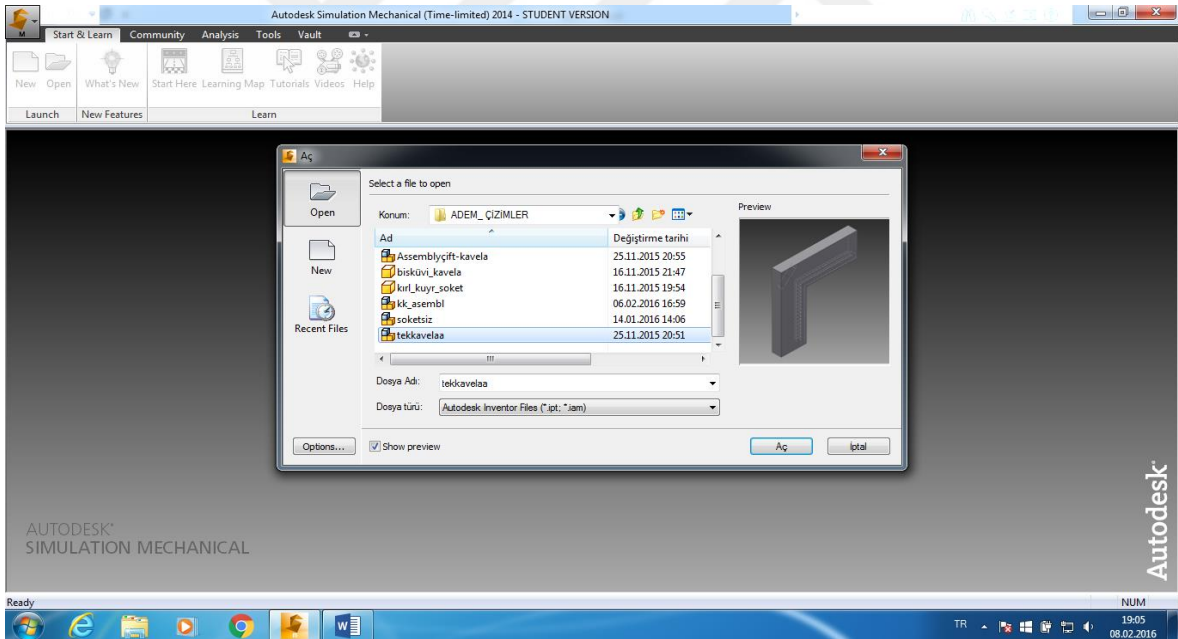 Autodesk Simulation Mechanical (Time-limited) 2014 - STUDENT VERSION
M
Start & Learn Community Analysis Tools Vault
New Open What's New Start Here Learning Map Tutorials Videos Help
Launch New Features Learn
Aç
Select a file to open
Open
New
Recent Files
Konum: ADEM_ ÇİZİMLER
Preview
Ad Değiştirme tarihi
Assemblyçift-kavela 25.11.2015 20:55
bisküvi_kavela 16.11.2015 21:47
kırl_kuyr_soket 16.11.2015 19:54
kk_asembl 06.02.2016 16:59
soketsiz 14.01.2016 14:06
tekkavelaa 25.11.2015 20:51
Dosya Adı: tekkavelaa
Dosya türü: Autodesk Inventor Files (*.ipt; *.iam)
Options... Show preview Aç İptal
AUTODESK®
SIMULATION MECHANICAL
Autodesk®
Ready NUM
W TR 19:05
08.02.2016